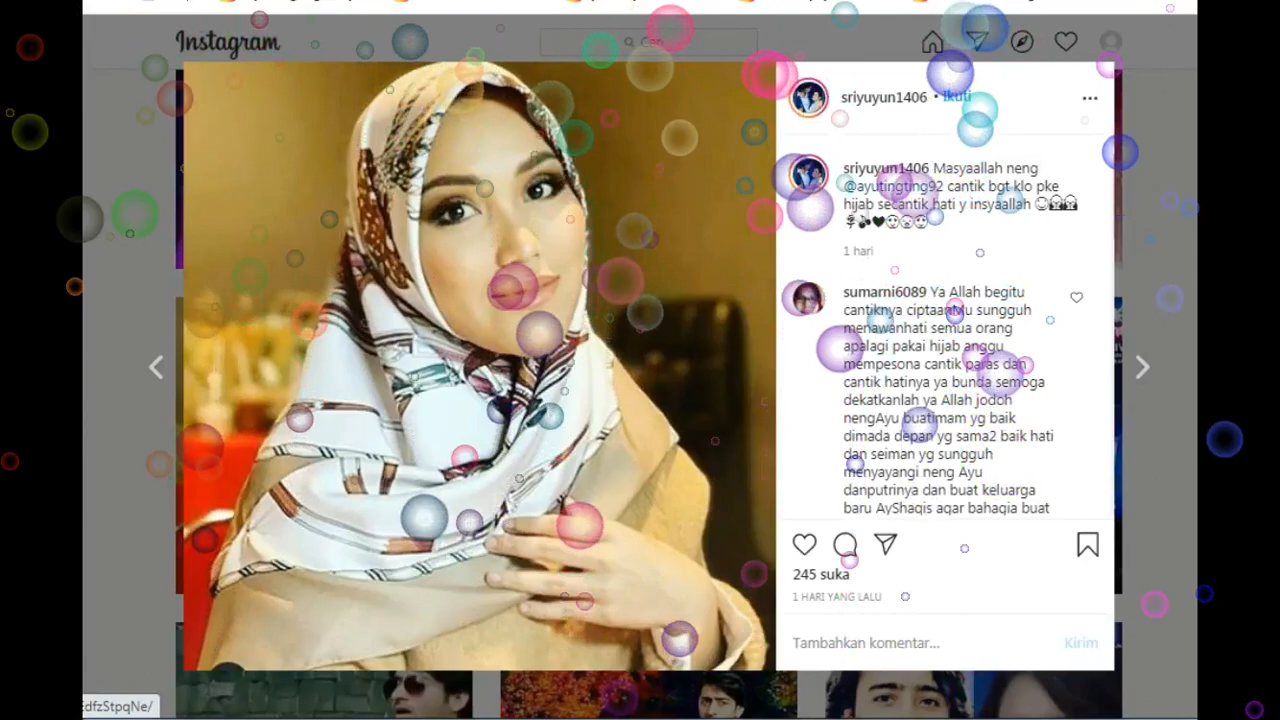 Instagram
Cari
sriyuyun1406 • Ikuti
sriyuyun1406 Masyaallah neng
@ayutingting92 cantik bgt klo pke
hijab secantik hati y insyaallah
1 hari
sumarni6089 Ya Allah begitu
cantiknya ciptaanMu sungguh
menawanhati semua orang
apalagi pakai hijab anggu
mempesona cantik paras dan
cantik hatinya ya bunda semoga
dekatkanlah ya Allah jodoh
nengAyu buatimam yg baik
dimada depan yg sama2 baik hati
dan seiman yg sungguh
menyayangi neng Ayu
danputrinya dan buat keluarga
baru AyShaqis agar bahagia buat
245 suka
1 HARI YANG LALU
Tambahkan komentar... Kirim
dfzStpqNe/